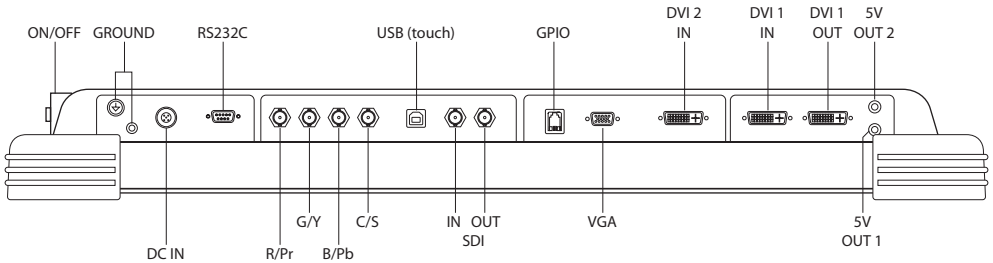 ON/OFF GROUND RS232C USB (touch) GPIO DVI 2 IN DVI 1 IN DVI 1 OUT 5V OUT 2
G/Y C/S IN OUT SDI VGA 5V OUT 1
DC IN R/Pr B/Pb